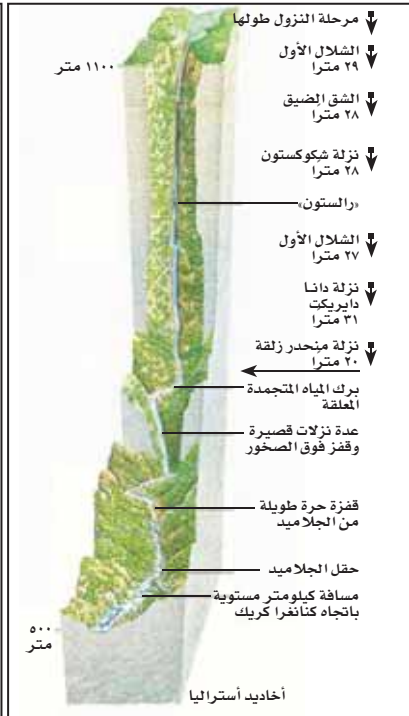 مرحلة النزول طولها
الشلال الأول
٢٩ مترا
١١٠٠ متر
الشق الضيق
٢٨ مترا
نزلة شكوكستون
٢٨ مترا
«رالستون»
الشلال الأول
٢٧ مترا
نزلة دانا
دايريكت
٣١ مترا
نزلة منحدر زلقة
٢٠ مترا
برك المياه المتجمدة
المعلقة
عدة نزلات قصيرة
وقفز فوق الصخور
قفزة حرة طويلة
من الجلاميد
حقل الجلاميد
مسافة كيلومتر مستوية
باتجاه كنانغرا كريك
٥٠٠
متر
أخاديد أستراليا